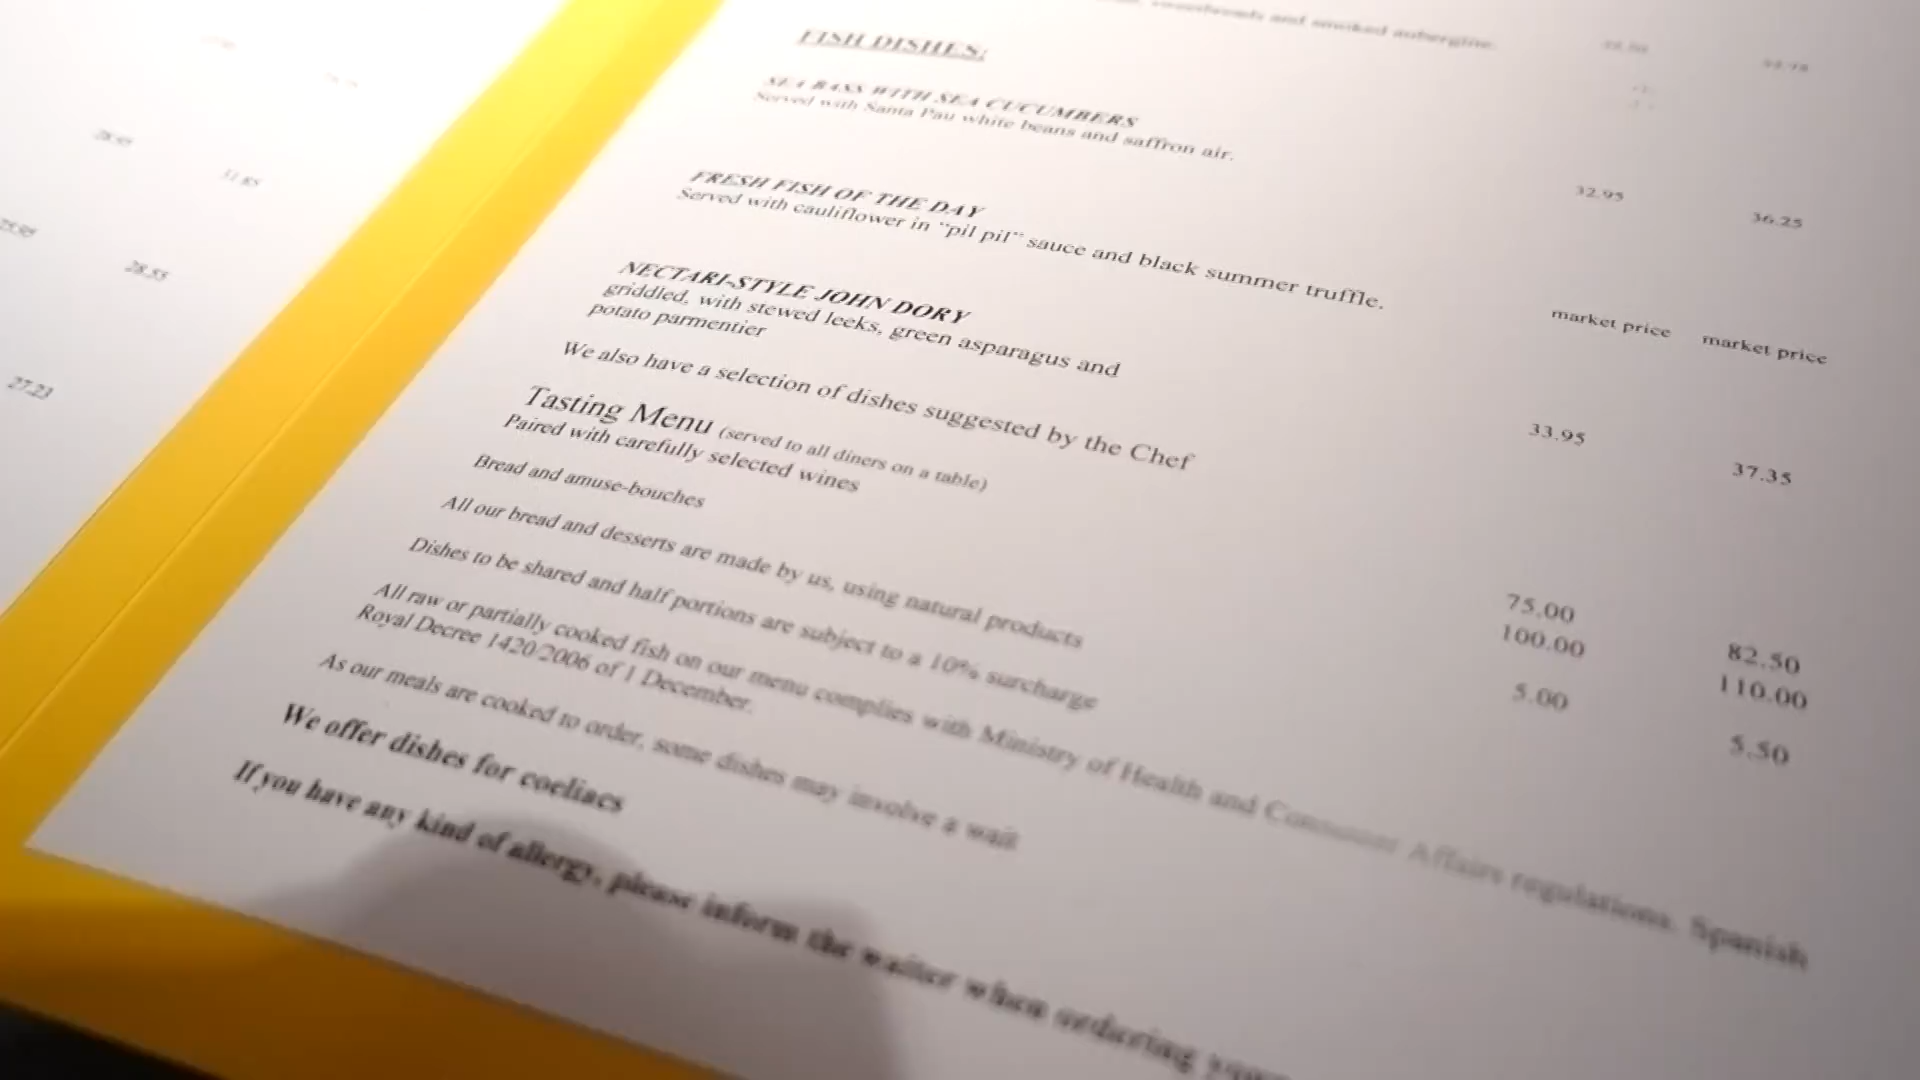 and smoked aubergine.
FISH DISHES:
SEA BASS WITH SEA CUCUMBERS
Served with Santa Pau white beans and saffron air.
32.95 36.25
FRESH FISH OF THE DAY
Served with cauliflower in "pil pil" sauce and black summer truffle.
market price market price
NECTARI-STYLE JOHN DORY
griddled, with stewed leeks, green asparagus and
potato parmentier
33.95 37.35
We also have a selection of dishes suggested by the Chef
Tasting Menu (served to all diners on a table)
75.00 82.50
Paired with carefully selected wines
100.00 110.00
Bread and amuse-bouches
5.00 5.50
All our bread and desserts are made by us, using natural products
Dishes to be shared and half portions are subject to a 10% surcharge
All raw or partially cooked fish on our menu complies with Ministry of Health and Consumer Affairs regulations. Spanish
Royal Decree 1420/2006 of 1 December.
As our meals are cooked to order, some dishes may involve a wait
We offer dishes for coeliacs
If you have any kind of allergy, please inform the waiter when ordering
28.95
31.85
25.95
28.55
27.23